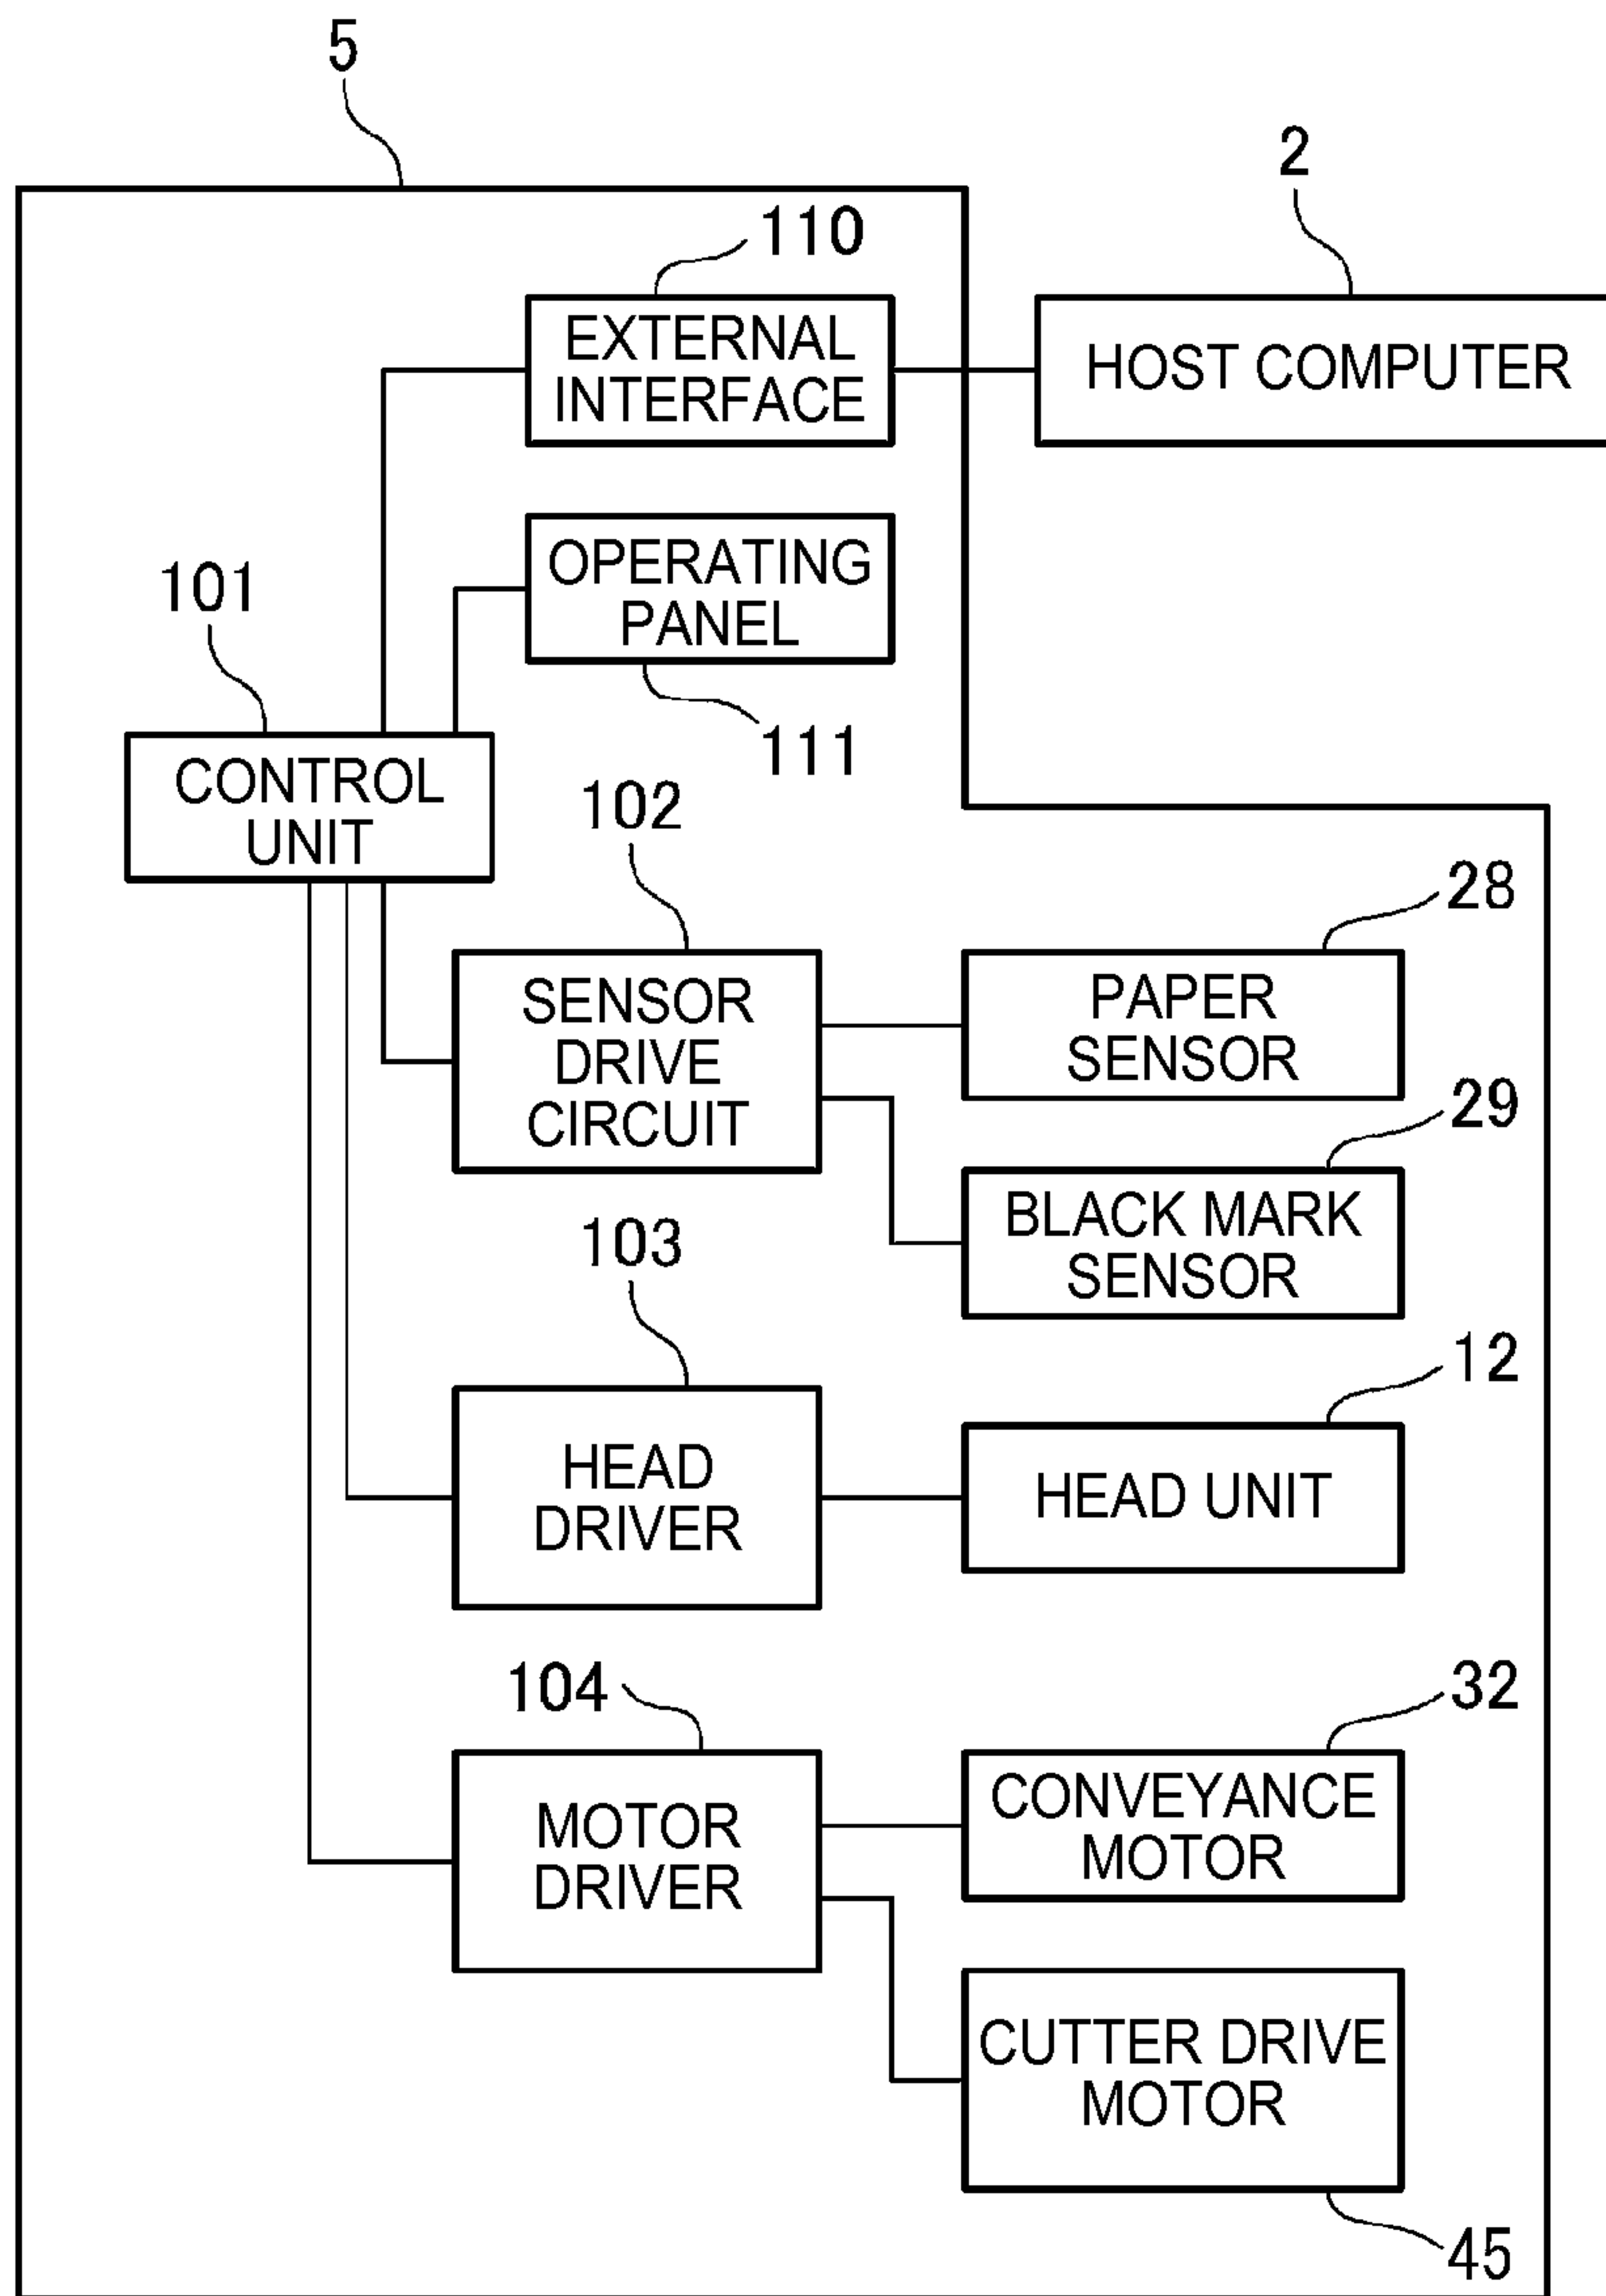 5
2
110
EXTERNAL
INTERFACE
HOST COMPUTER
OPERATING
PANEL
101
111
CONTROL
UNIT
102
28
SENSOR
DRIVE
CIRCUIT
PAPER
SENSOR
29
BLACK MARK
SENSOR
103
12
HEAD
DRIVER
HEAD UNIT
104
32
MOTOR
DRIVER
CONVEYANCE
MOTOR
CUTTER DRIVE
MOTOR
45